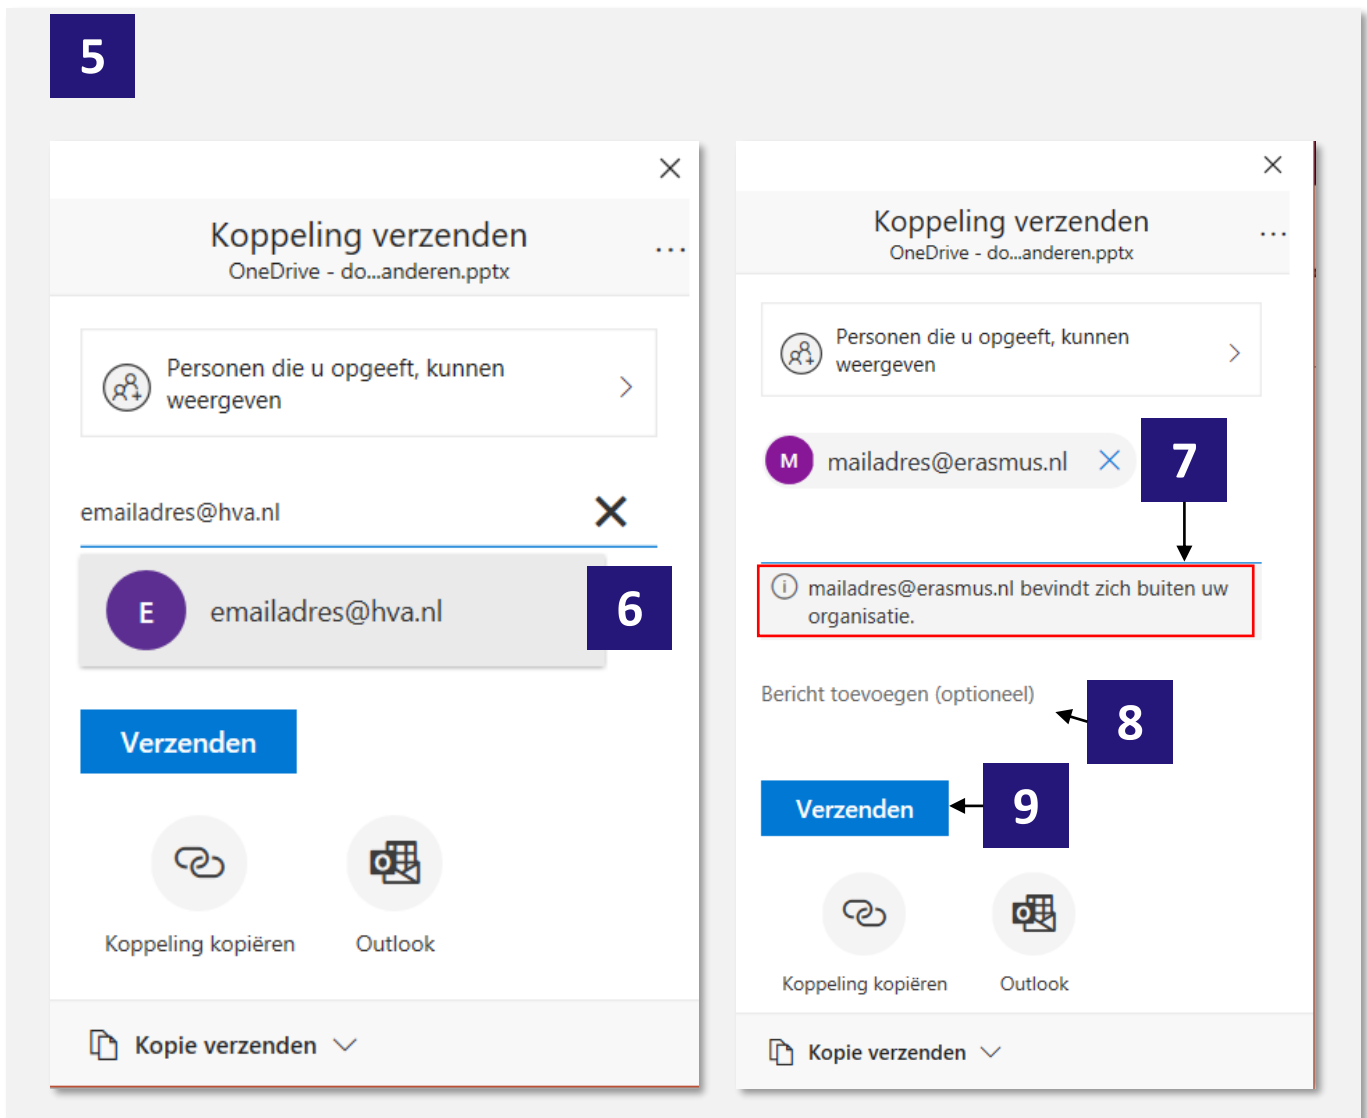 5
Koppeling verzenden
OneDrive - do...anderen.pptx
...
Personen die u opgeeft, kunnen
weergeven
emailadres@hva.nl
E
emailadres@hva.nl
6
Verzenden
Koppeling kopiëren
Outlook
Kopie verzenden
Koppeling verzenden
OneDrive - do...anderen.pptx
...
Personen die u opgeeft, kunnen
weergeven
M
mailadres@erasmus.nl
7
mailadres@erasmus.nl bevindt zich buiten uw
organisatie.
Bericht toevoegen (optioneel)
8
Verzenden
9
Koppeling kopiëren
Outlook
Kopie verzenden